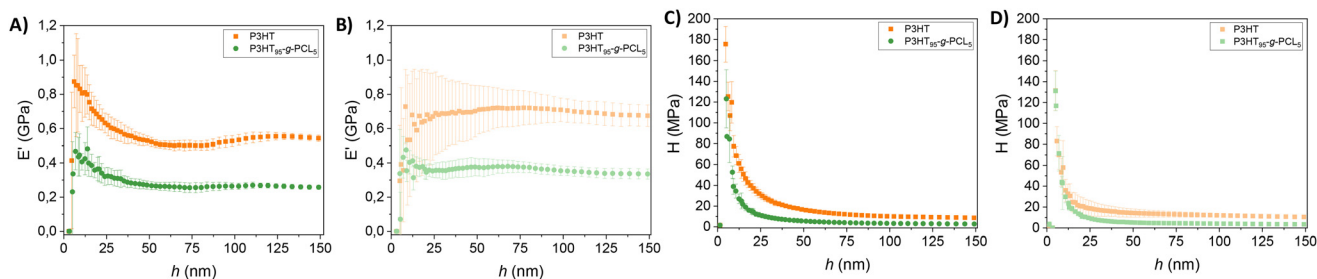 A)
1,2
1,0
0,8
0,6
0,4
0,2
0,0
E' (GPa)
0 25 50 75 100 125 150
h (nm)
P3HT
P3HT₉₅-g-PCL₅
B)
1,2
1,0
0,8
0,6
0,4
0,2
0,0
E' (GPa)
0 25 50 75 100 125 150
h (nm)
P3HT
P3HT₉₅-g-PCL₅
C)
200
180
160
140
120
100
80
60
40
20
0
H (MPa)
0 25 50 75 100 125 150
h (nm)
P3HT
P3HT₉₅-g-PCL₅
D)
200
180
160
140
120
100
80
60
40
20
0
H (MPa)
0 25 50 75 100 125 150
h (nm)
P3HT
P3HT₉₅-g-PCL₅